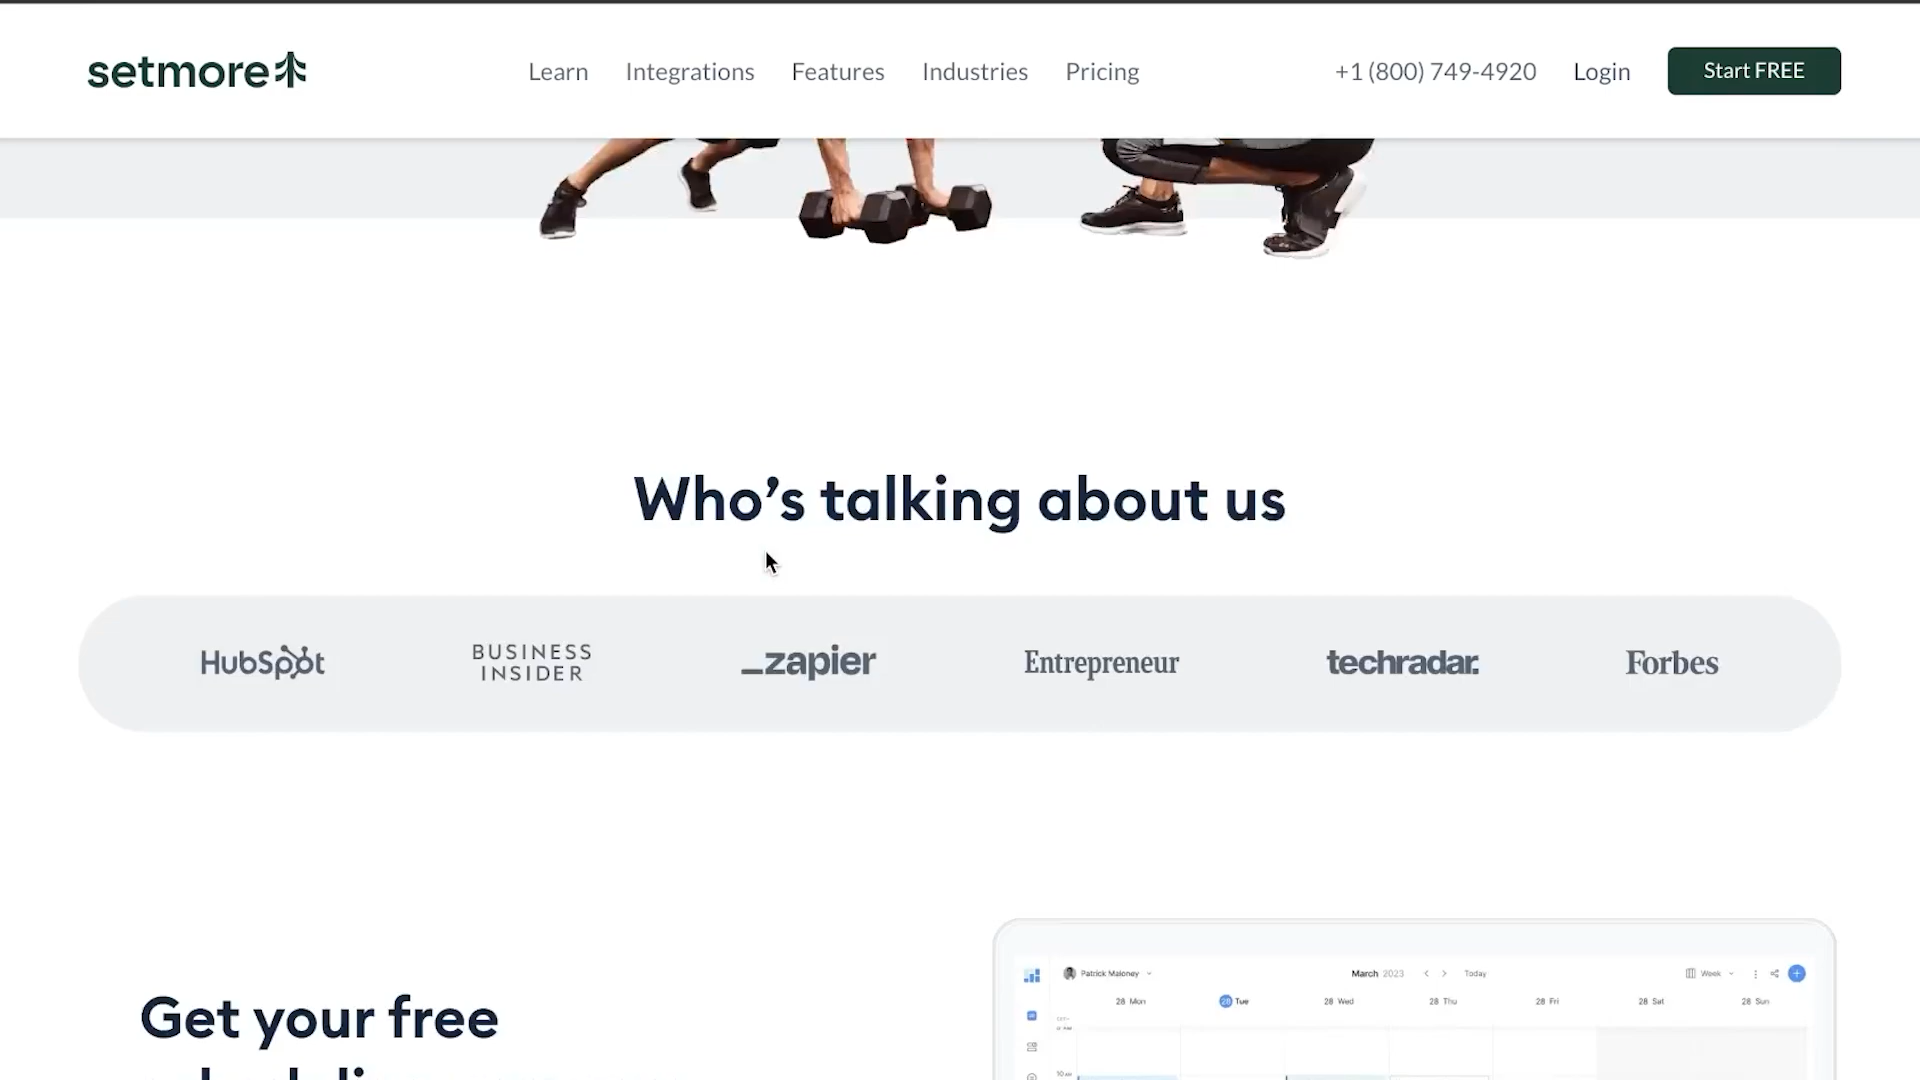 setmore
Learn Integrations Features Industries Pricing +1 (800) 749-4920 Login Start FREE
Who's talking about us
HubSpot
BUSINESS
INSIDER
zapier
Entrepreneur
techradar.
Forbes
Get your free
Patrick Maloney March 2023 Today Week
28 Mon 28 Tue 28 Wed 28 Thu 28 Fri 28 Sat 28 Sun